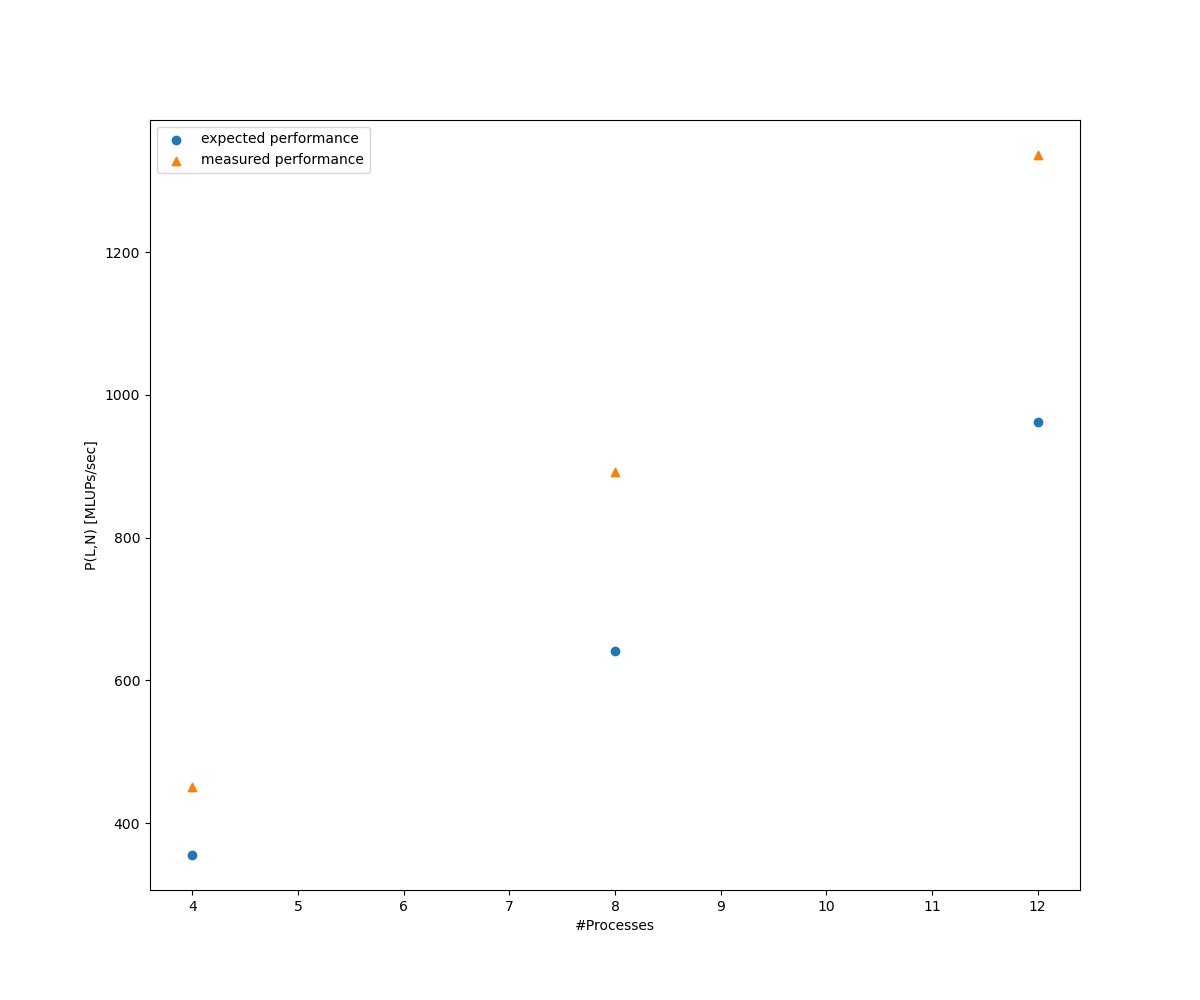 expected performance
measured performance
1200
1000
800
600
400
P(L,N) [MLUPs/sec]
4 5 6 7 8 9 10 11 12
#Processes